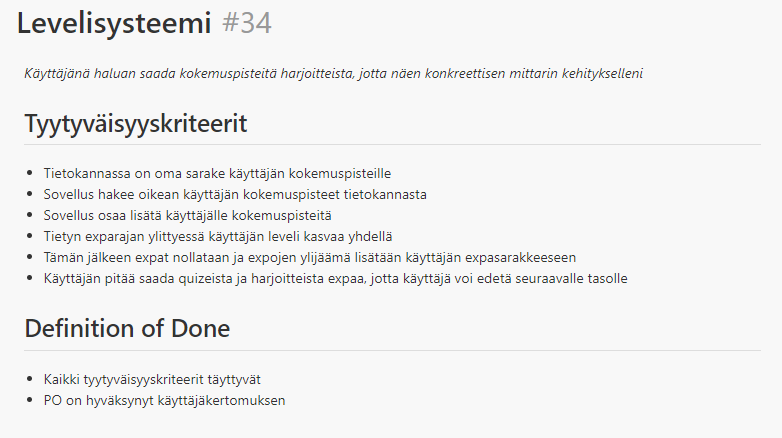 Levelisysteemi #34
Käyttäjänä haluan saada kokemuspisteitä harjoitteista, jotta näen konkreettisen mittarin kehitykselleni
Tyytyväisyyskriteerit
• Tietokannassa on oma sarake käyttäjän kokemuspisteille
• Sovellus hakee oikean käyttäjän kokemuspisteet tietokannasta
• Sovellus osaa lisätä käyttäjälle kokemuspisteitä
• Tietyn exparajan ylittyessä käyttäjän leveli kasvaa yhdellä
• Tämän jälkeen expat nollataan ja expojen ylijäämä lisätään käyttäjän expasarakkeeseen
• Käyttäjän pitää saada quizeista ja harjoitteista expaa, jotta käyttäjä voi edetä seuraavalle tasolle
Definition of Done
• Kaikki tyytyväisyyskriteerit täyttyvät
• PO on hyväksynyt käyttäjäkertomuksen